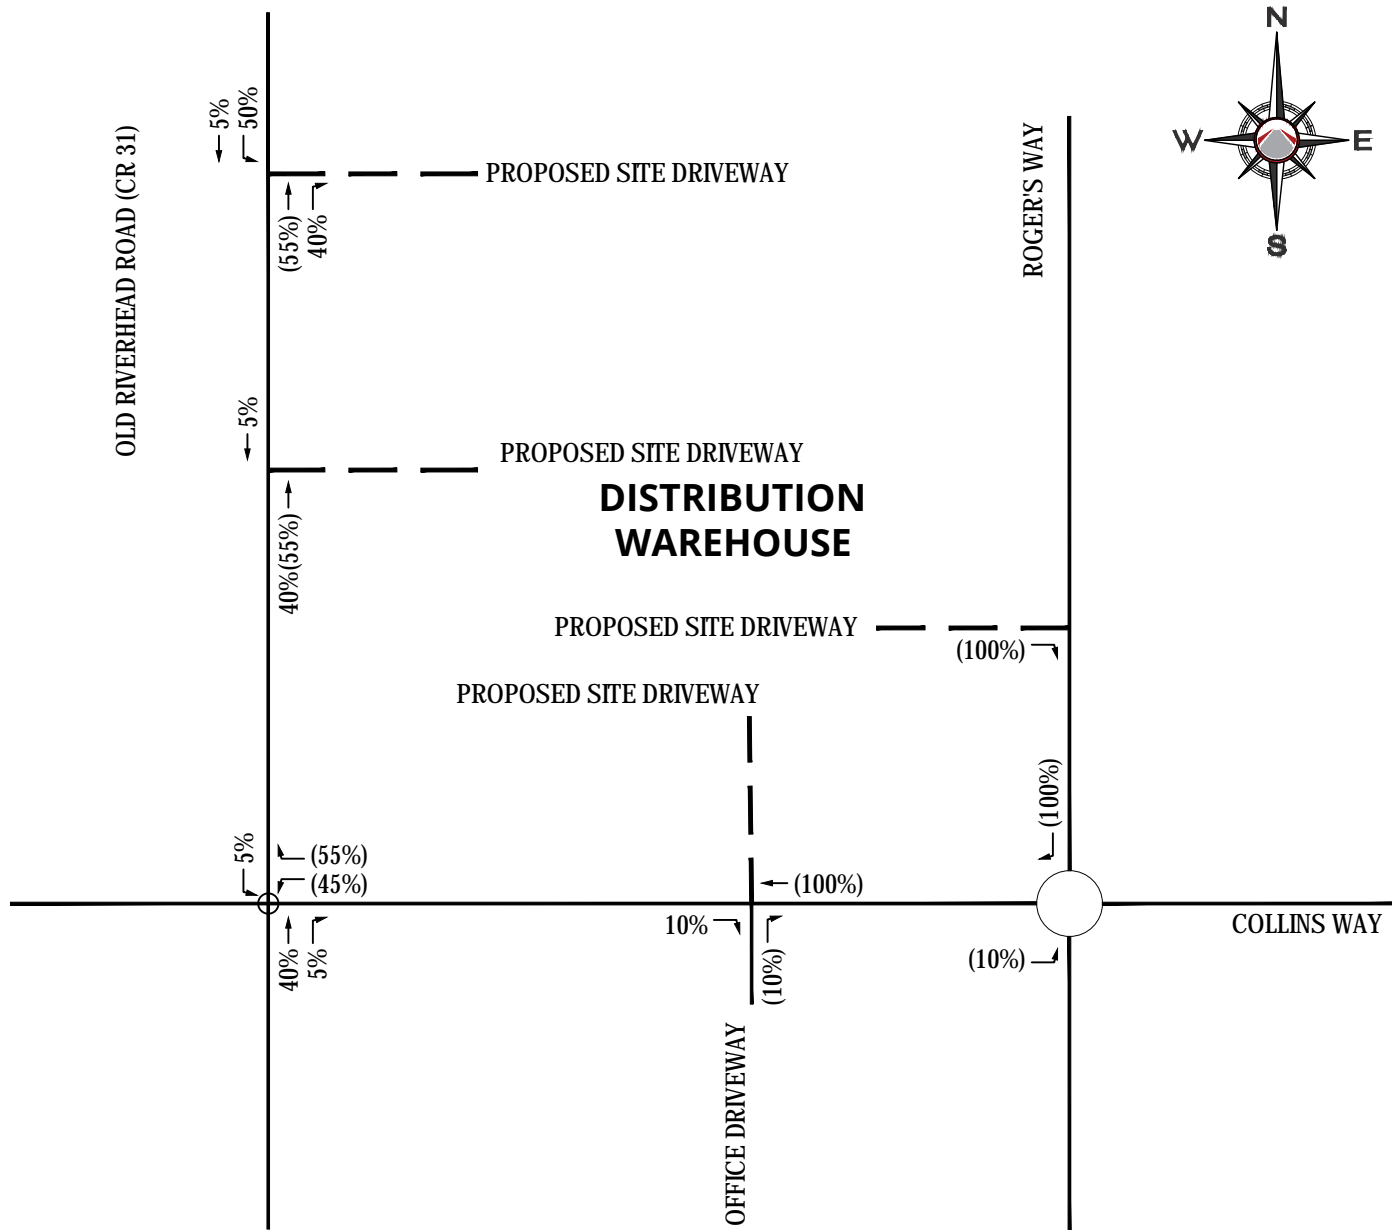 N
W
E
S
5%
50%
OLD RIVERHEAD ROAD (CR 31)
PROPOSED SITE DRIVEWAY
(55%)
40%
ROGER'S WAY
5%
PROPOSED SITE DRIVEWAY
DISTRIBUTION
WAREHOUSE
40%(55%)
PROPOSED SITE DRIVEWAY
(100%)
PROPOSED SITE DRIVEWAY
(100%)
5%
(55%)
(45%)
(100%)
10%
COLLINS WAY
40%
5%
(10%)
(10%)
OFFICE DRIVEWAY